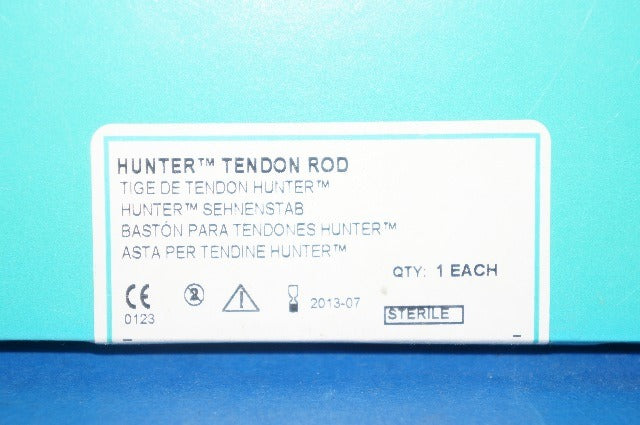 HUNTER™ TENDON ROD
TIGE DE TENDON HUNTER™
HUNTER™ SEHNENSTAB
BASTÓN PARA TENDONES HUNTER™
ASTA PER TENDINE HUNTER™
QTY: 1 EACH
CE
0123
2
!
2013-07
STERILE